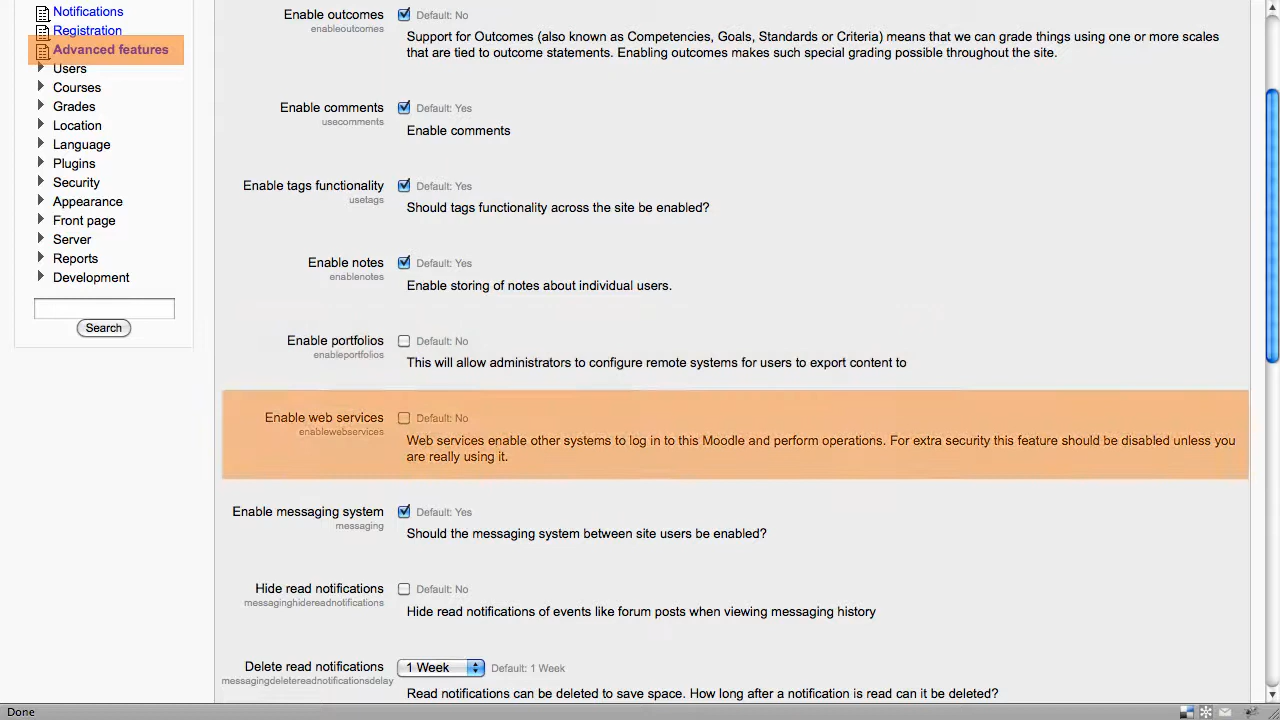 Notifications
Registration
Advanced features
Users
Courses
Grades
Location
Language
Plugins
Security
Appearance
Front page
Server
Reports
Development
Search
Enable outcomes Default: No
enableoutcomes
Support for Outcomes (also known as Competencies, Goals, Standards or Criteria) means that we can grade things using one or more scales
that are tied to outcome statements. Enabling outcomes makes such special grading possible throughout the site.
Enable comments Default: Yes
usecomments
Enable comments
Enable tags functionality Default: Yes
usetags
Should tags functionality across the site be enabled?
Enable notes Default: Yes
enablenotes
Enable storing of notes about individual users.
Enable portfolios Default: No
enableportfolios
This will allow administrators to configure remote systems for users to export content to
Enable web services Default: No
enablewebservices
Web services enable other systems to log in to this Moodle and perform operations. For extra security this feature should be disabled unless you
are really using it.
Enable messaging system Default: Yes
messaging
Should the messaging system between site users be enabled?
Hide read notifications Default: No
messaginghidereadnotifications
Hide read notifications of events like forum posts when viewing messaging history
Delete read notifications 1 Week Default: 1 Week
messagingdeletereadnotificationsdelay
Read notifications can be deleted to save space. How long after a notification is read can it be deleted?
Done